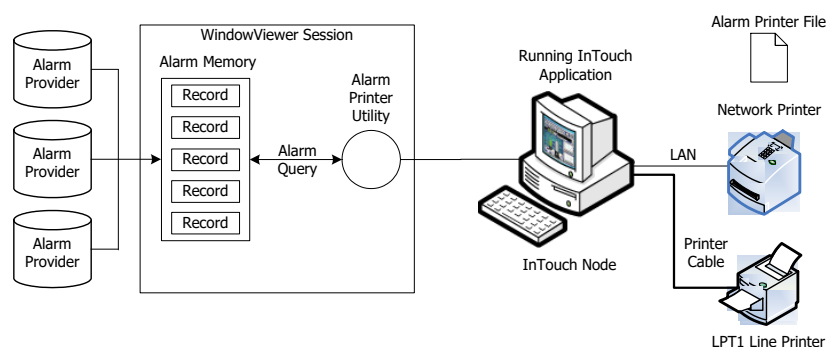 Alarm
Provider
Alarm
Provider
Alarm
Provider
WindowViewer Session
Alarm Memory
Record
Record
Record
Record
Record
Alarm
Query
Alarm
Printer
Utility
Running InTouch
Application
InTouch Node
Alarm Printer File
Network Printer
LAN
Printer
Cable
LPT1 Line Printer